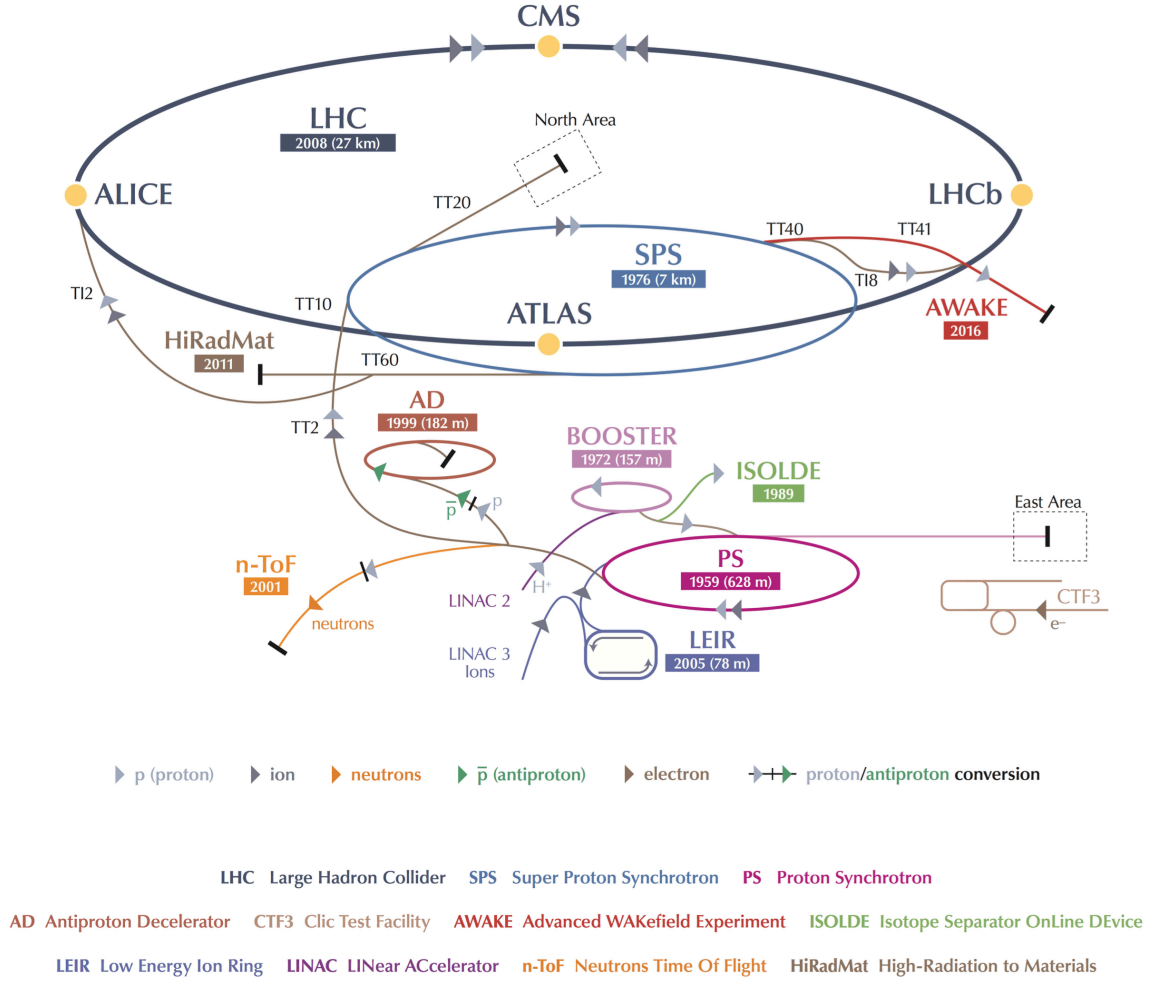 CMS
LHC
2008 (27 km)
North Area
ALICE
LHCb
TT20
TT40
TT41
SPS
1976 (7 km)
TI8
TI2
TT10
ATLAS
AWAKE
2016
HiRadMat
2011
TT60
AD
1999 (182 m)
TT2
BOOSTER
1972 (157 m)
ISOLDE
1989
p̅
p
East Area
n-ToF
2001
PS
1959 (628 m)
H⁺
LINAC 2
neutrons
CTF3
e⁻
LEIR
2005 (78 m)
LINAC 3
Ions
p (proton)
ion
neutrons
p̅ (antiproton)
electron
proton/antiproton conversion
LHC Large Hadron Collider SPS Super Proton Synchrotron PS Proton Synchrotron
AD Antiproton Decelerator CTF3 Clic Test Facility AWAKE Advanced WAKefield Experiment ISOLDE Isotope Separator OnLine DEvice
LEIR Low Energy Ion Ring LINAC LINear ACcelerator n-ToF Neutrons Time Of Flight HiRadMat High-Radiation to Materials